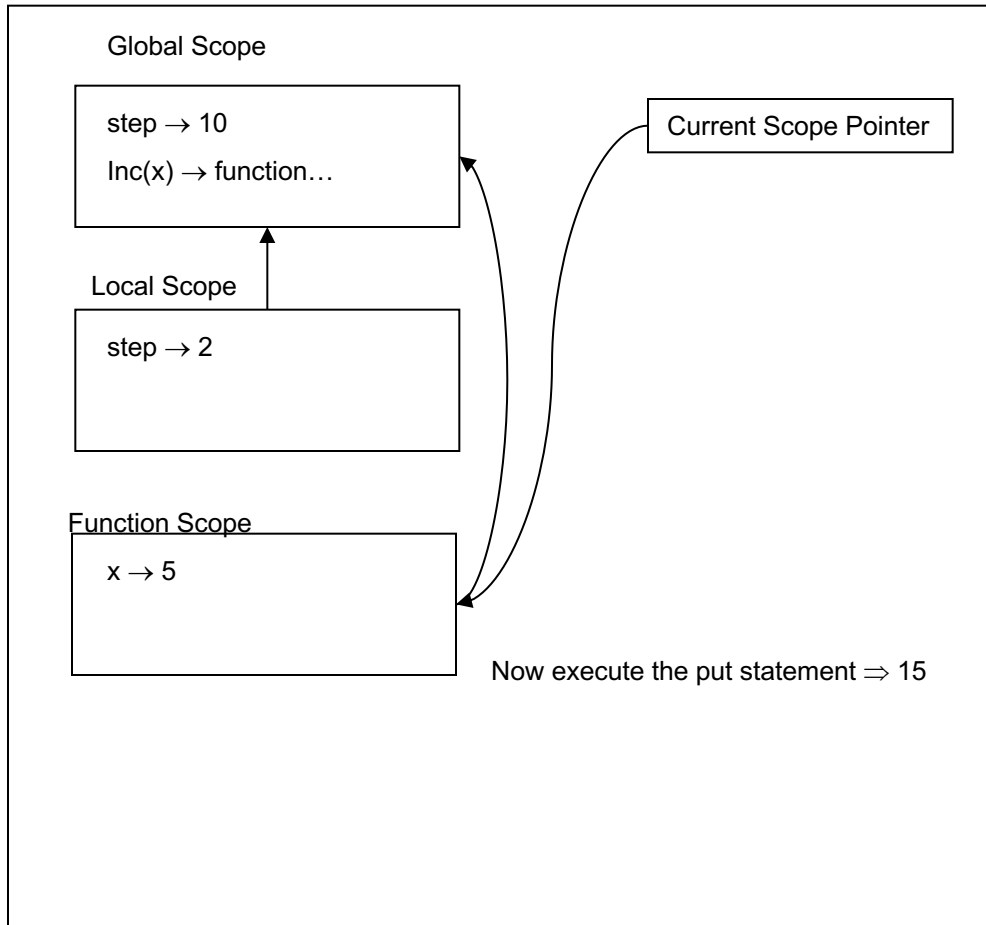 Global Scope
step → 10
Inc(x) → function…
Current Scope Pointer
Local Scope
step → 2
Function Scope
x → 5
Now execute the put statement ⇒ 15